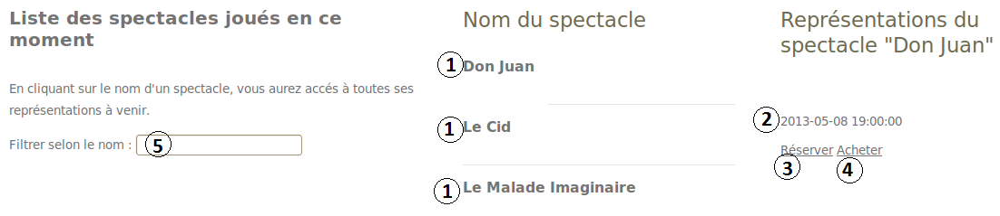 Liste des spectacles joués en ce
moment
En cliquant sur le nom d'un spectacle, vous aurez accés à toutes ses
représentations à venir.
Filtrer selon le nom :
5
Nom du spectacle
1 Don Juan
1 Le Cid
1 Le Malade Imaginaire
Représentations du
spectacle "Don Juan"
2 2013-05-08 19:00:00
Réserver Acheter
3 4